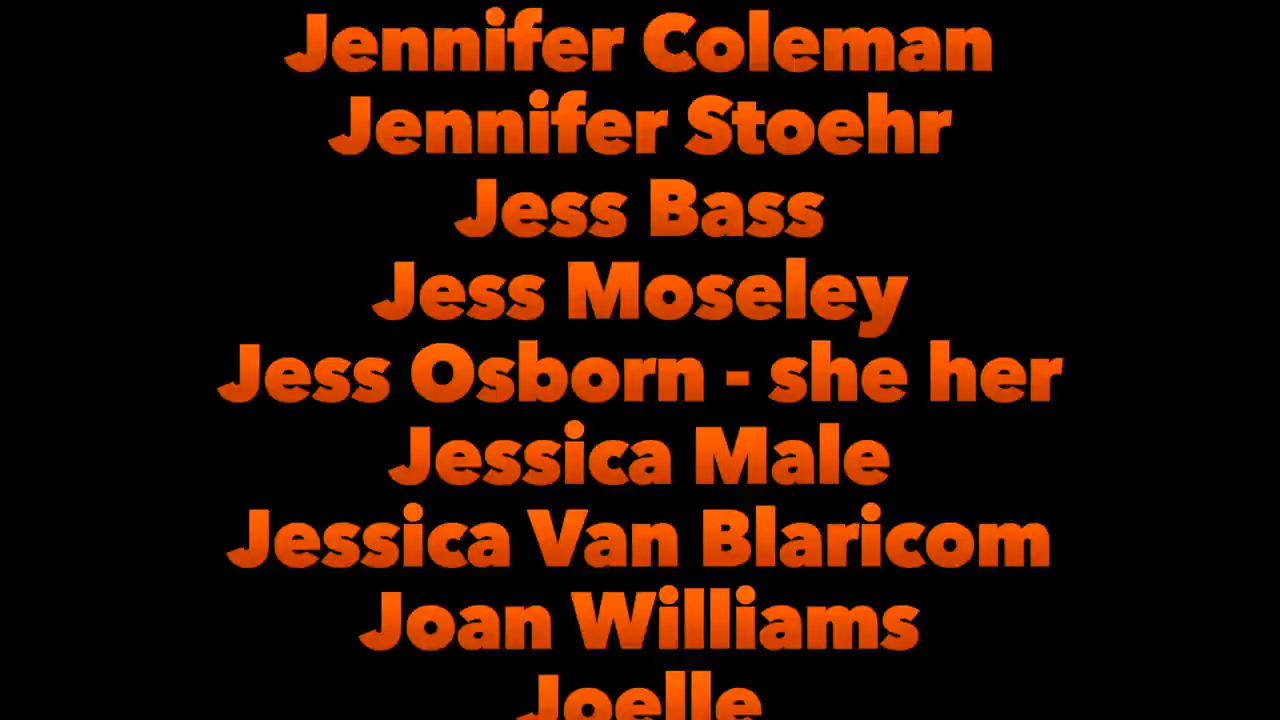 Jennifer Coleman
Jennifer Stoehr
Jess Bass
Jess Moseley
Jess Osborn - she her
Jessica Male
Jessica Van Blaricom
Joan Williams
Joelle